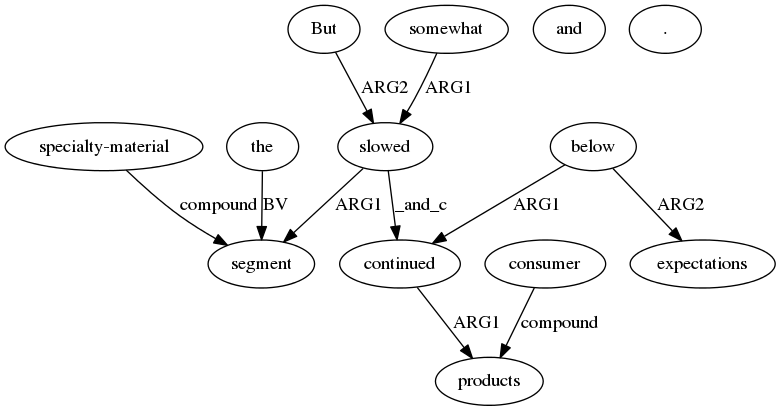 But somewhat and .
ARG2 ARG1
specialty-material the slowed below
compound BV ARG1 _and_c ARG1 ARG2
segment continued consumer expectations
ARG1 compound
products